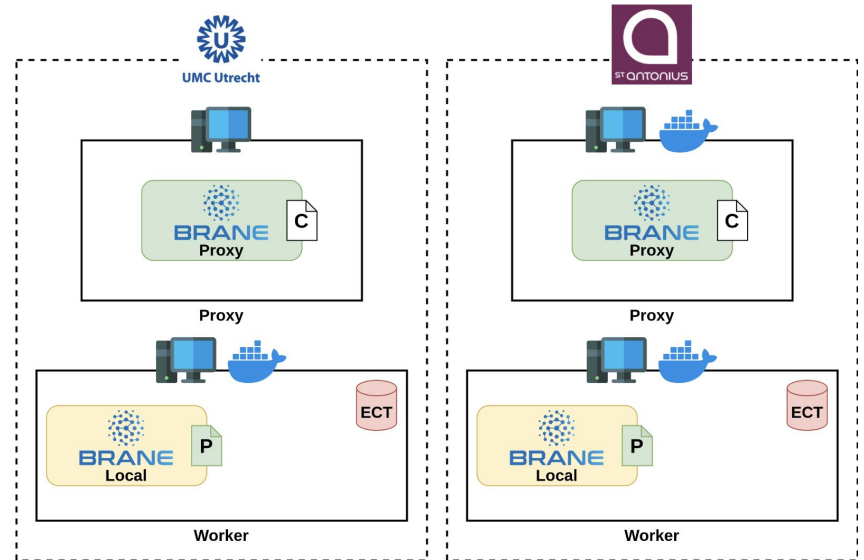 U
UMC Utrecht
ST ANTONIUS
BRANE
Proxy
C
Proxy
BRANE
Proxy
C
Proxy
ECT
BRANE
Local
P
Worker
ECT
BRANE
Local
P
Worker